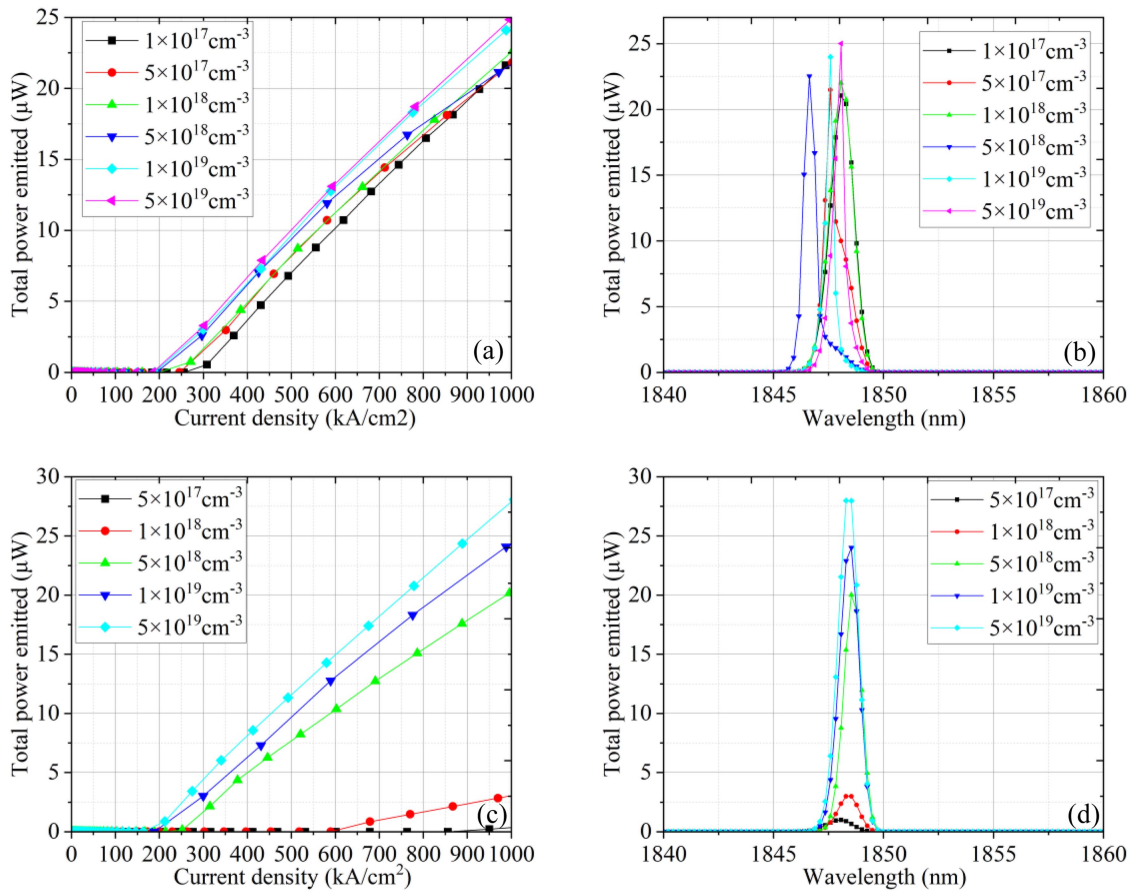 Total power emitted (µW)
25
20
15
10
5
0
1×10¹⁷cm⁻³
5×10¹⁷cm⁻³
1×10¹⁸cm⁻³
5×10¹⁸cm⁻³
1×10¹⁹cm⁻³
5×10¹⁹cm⁻³
(a)
0 100 200 300 400 500 600 700 800 900 1000
Current density (kA/cm2)
Total power emitted (µW)
25
20
15
10
5
0
1×10¹⁷cm⁻³
5×10¹⁷cm⁻³
1×10¹⁸cm⁻³
5×10¹⁸cm⁻³
1×10¹⁹cm⁻³
5×10¹⁹cm⁻³
(b)
1840 1845 1850 1855 1860
Wavelength (nm)
Total power emitted (µW)
30
25
20
15
10
5
0
5×10¹⁷cm⁻³
1×10¹⁸cm⁻³
5×10¹⁸cm⁻³
1×10¹⁹cm⁻³
5×10¹⁹cm⁻³
(c)
0 100 200 300 400 500 600 700 800 900 1000
Current density (kA/cm²)
Total power emitted (µW)
30
25
20
15
10
5
0
5×10¹⁷cm⁻³
1×10¹⁸cm⁻³
5×10¹⁸cm⁻³
1×10¹⁹cm⁻³
5×10¹⁹cm⁻³
(d)
1840 1845 1850 1855 1860
Wavelength (nm)